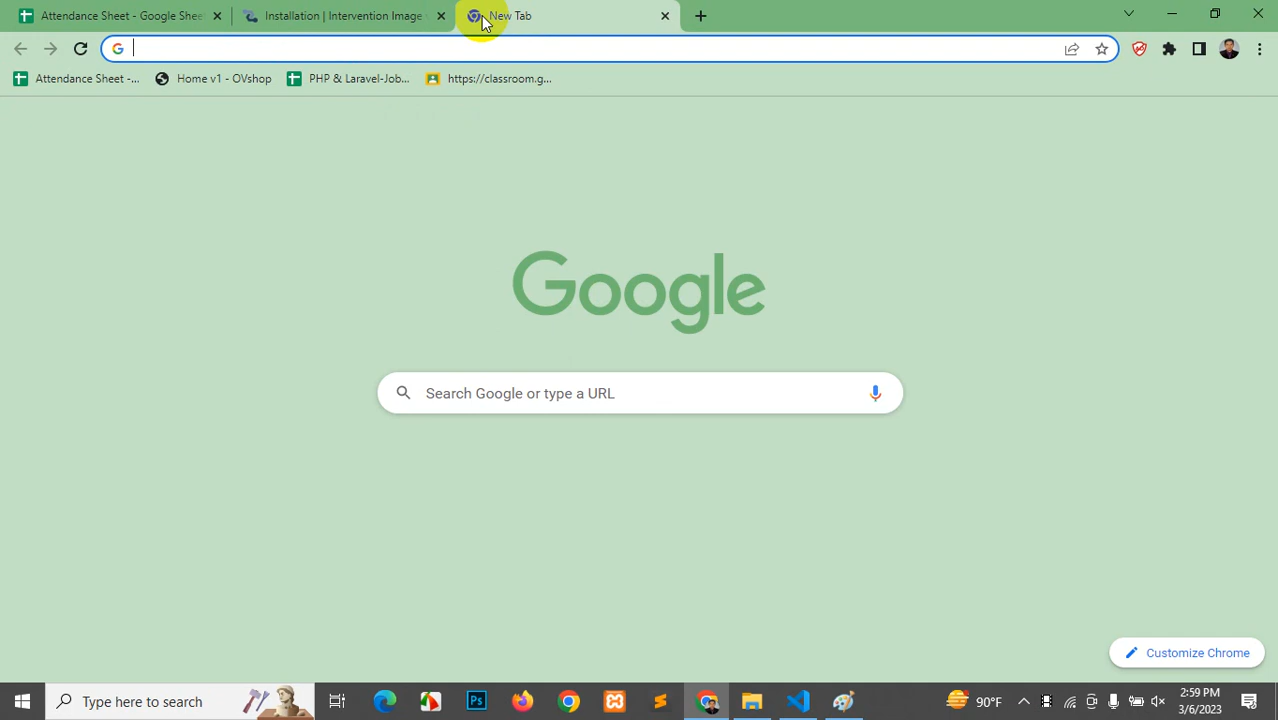 Attendance Sheet - Google Shee
Installation | Intervention Image
New Tab
Attendance Sheet -...
Home v1 - OVshop
PHP & Laravel-Job...
https://classroom.g...
Google
Search Google or type a URL
Customize Chrome
Type here to search
Ps
90°F
2:59 PM
3/6/2023